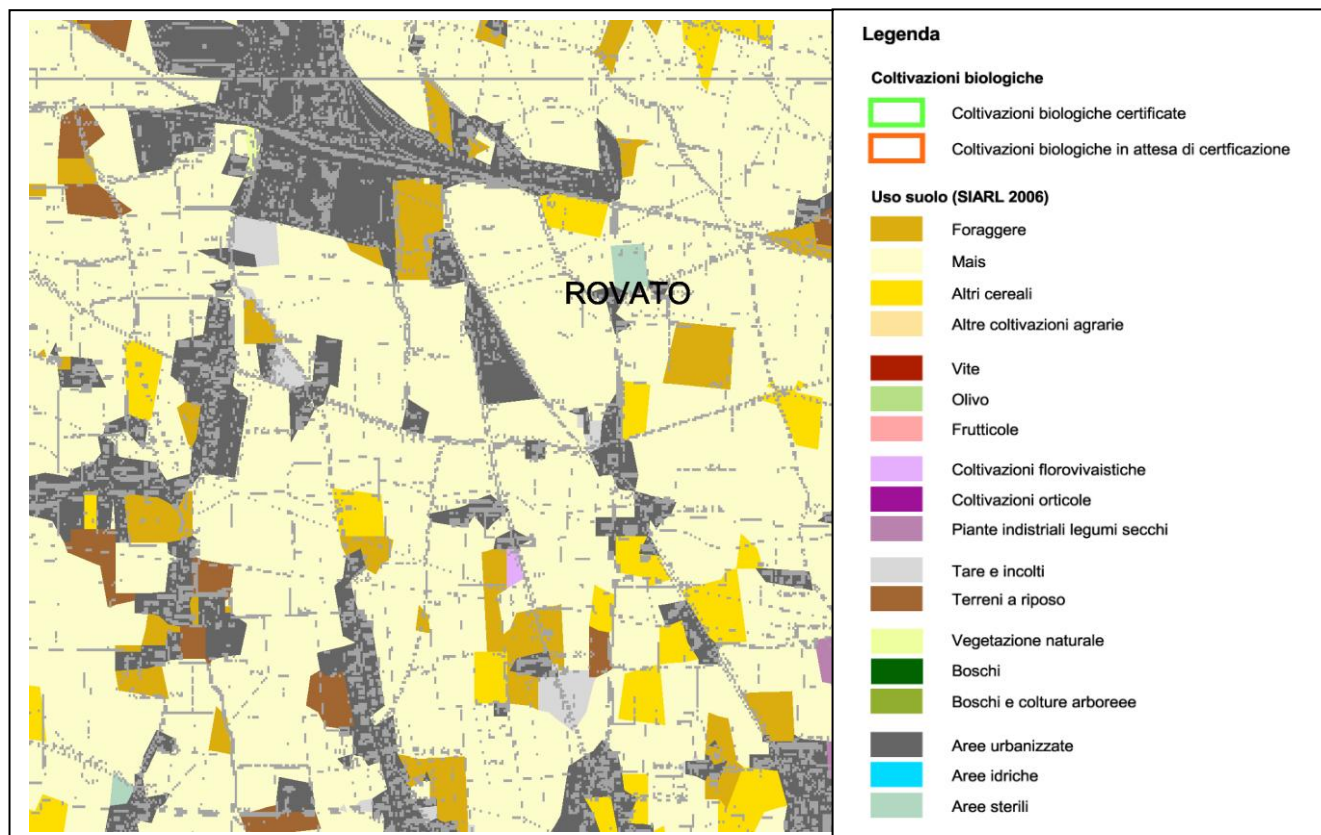 ROVATO
Legenda
Coltivazioni biologiche
Coltivazioni biologiche certificate
Coltivazioni biologiche in attesa di certficazione
Uso suolo (SIARL 2006)
Foraggere
Mais
Altri cereali
Altre coltivazioni agrarie
Vite
Olivo
Frutticole
Coltivazioni florovivaistiche
Coltivazioni orticole
Piante indistriali legumi secchi
Tare e incolti
Terreni a riposo
Vegetazione naturale
Boschi
Boschi e colture arboreee
Aree urbanizzate
Aree idriche
Aree sterili